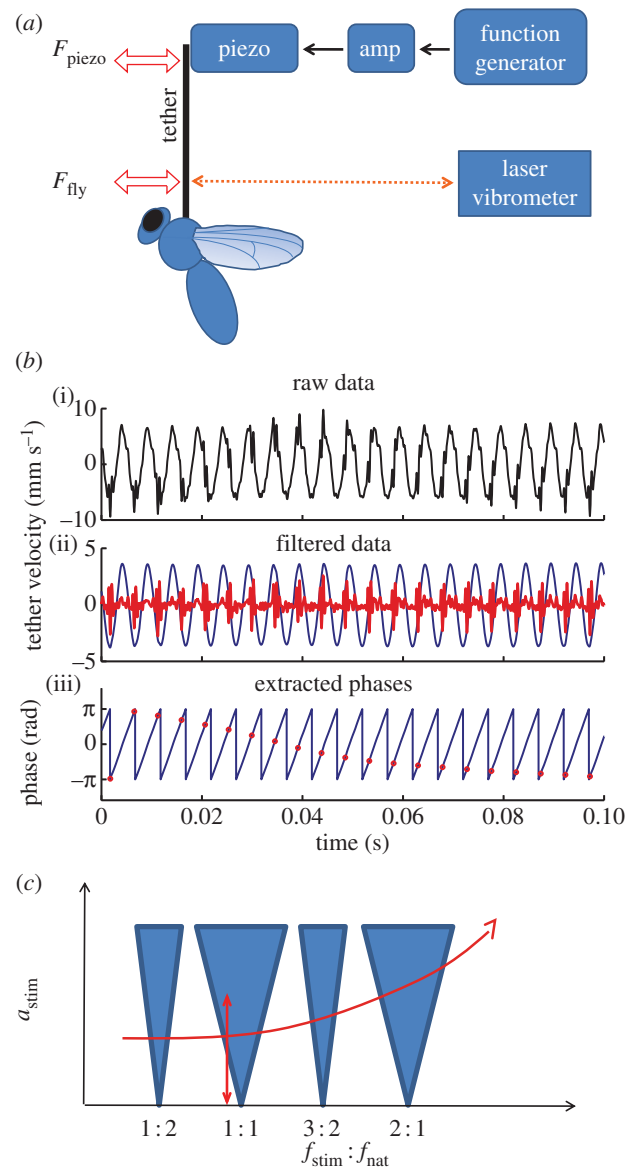 (a)
F_piezo
piezo
amp
function
generator
tether
F_fly
laser
vibrometer
(b)
raw data
(i)
10
0
−10
tether velocity (mm s⁻¹)
filtered data
(ii)
5
0
−5
extracted phases
(iii)
π
0
−π
phase (rad)
0 0.02 0.04 0.06 0.08 0.10
time (s)
(c)
a_stim
1:2 1:1 3:2 2:1
f_stim : f_nat